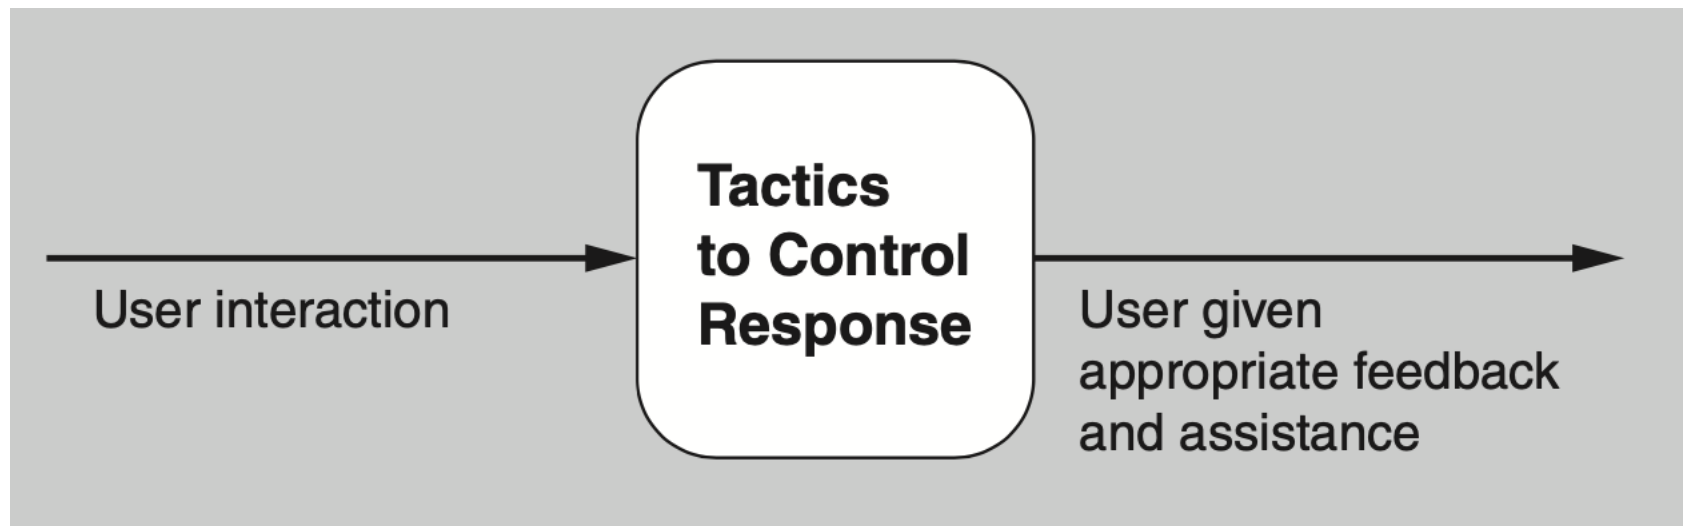 User interaction
Tactics
to Control
Response
User given
appropriate feedback
and assistance